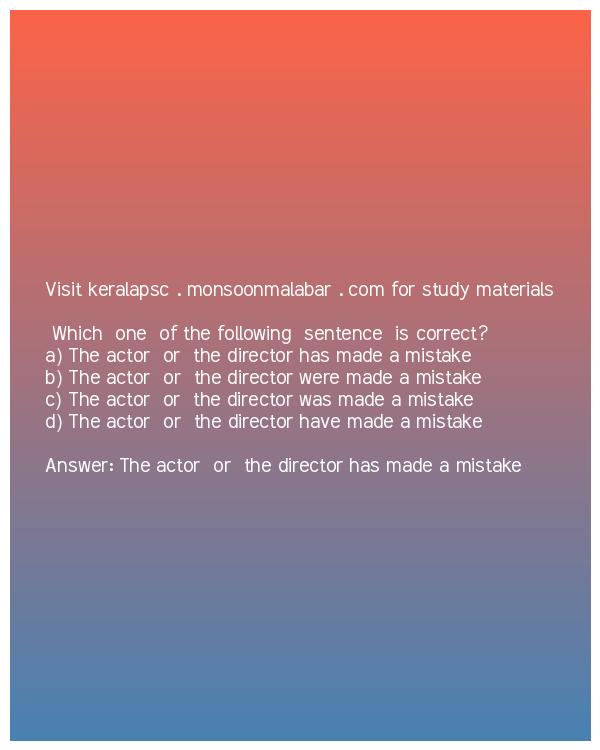 Visit keralapsc . monsoonmalabar . com for study materials
Which one of the following sentence is correct?
a) The actor or the director has made a mistake
b) The actor or the director were made a mistake
c) The actor or the director was made a mistake
d) The actor or the director have made a mistake
Answer: The actor or the director has made a mistake